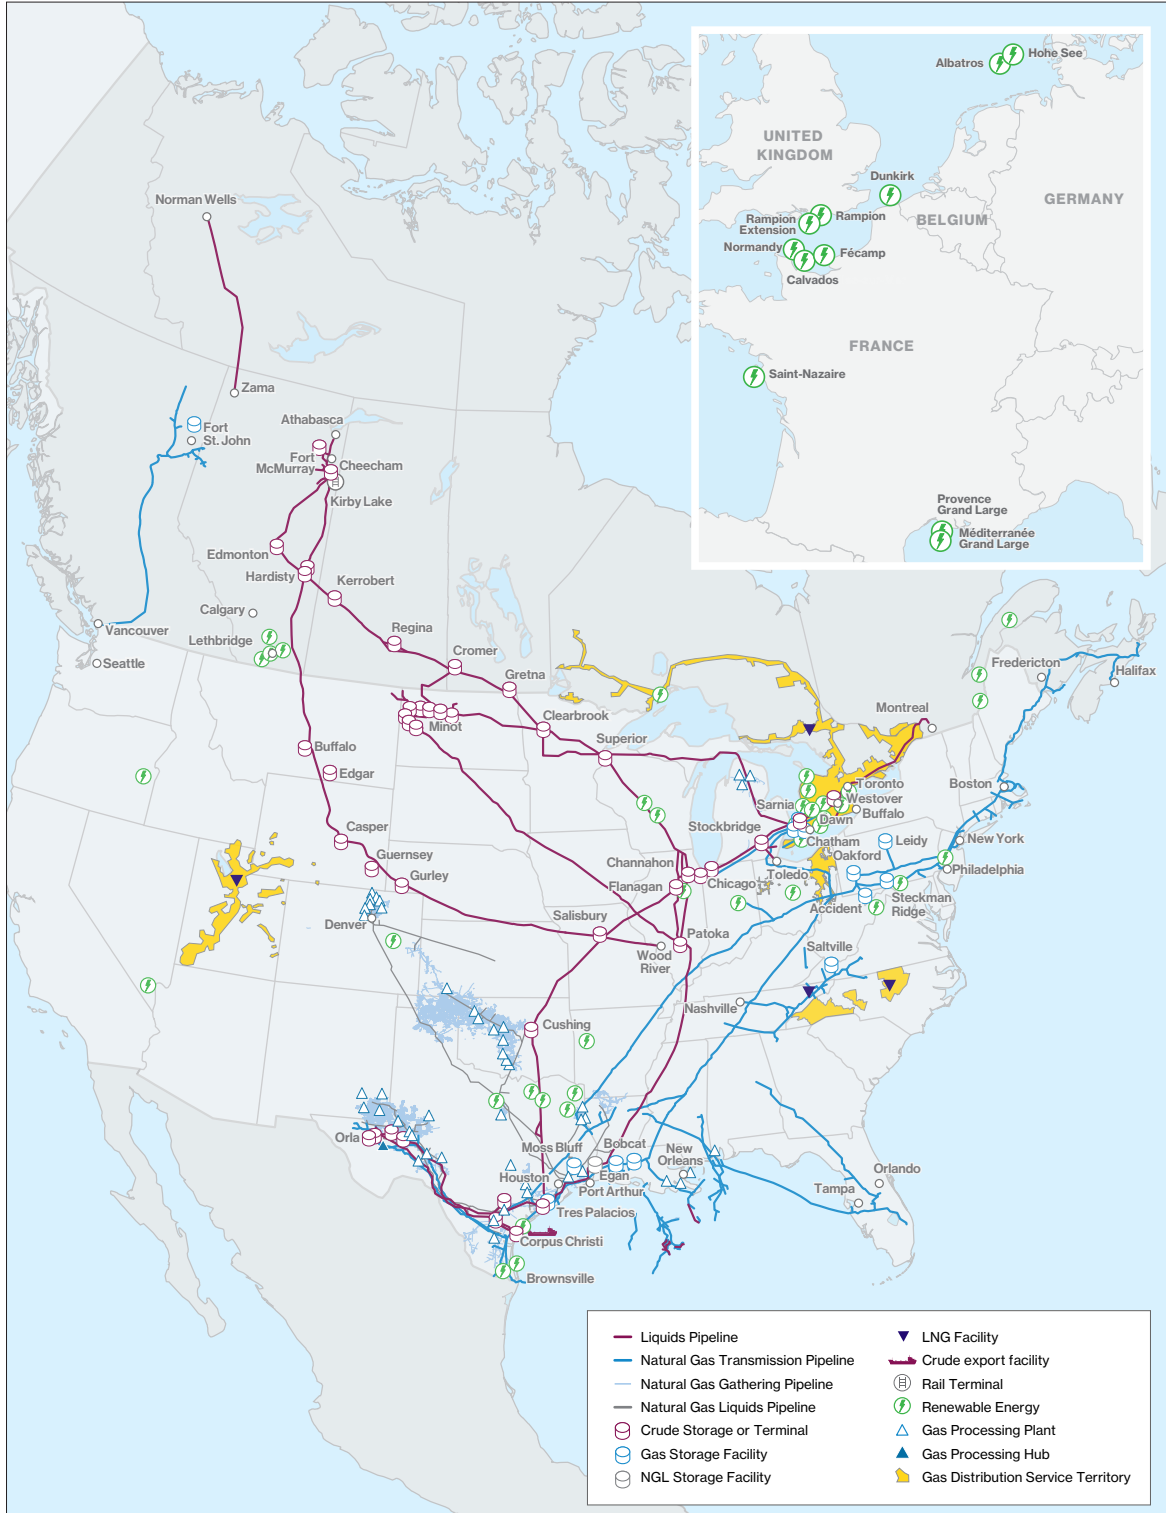 Hohe See
Albatros
UNITED
KINGDOM
Dunkirk
GERMANY
Norman Wells
Rampion
Rampion
Extension
BELGIUM
Normandy
Fécamp
Calvados
FRANCE
Saint-Nazaire
Zama
Athabasca
Fort
St. John
Fort
McMurray
Cheecham
Kirby Lake
Provence
Grand Large
Méditerranée
Grand Large
Edmonton
Hardisty
Kerrobert
Calgary
Vancouver
Regina
Lethbridge
Cromer
Seattle
Fredericton
Halifax
Gretna
Montreal
Minot
Clearbrook
Superior
Buffalo
Edgar
Toronto
Boston
Westover
Sarnia
Buffalo
Dawn
Stockbridge
Casper
Chatham
Leidy
New York
Guernsey
Oakford
Channahon
Toledo
Philadelphia
Gurley
Flanagan
Chicago
Steckman
Ridge
Accident
Salisbury
Denver
Patoka
Wood
River
Saltville
Nashville
Cushing
Orla
Moss Bluff
Bobcat
New
Orleans
Houston
Egan
Orlando
Port Arthur
Tampa
Tres Palacios
Corpus Christi
Brownsville
Liquids Pipeline
Natural Gas Transmission Pipeline
Natural Gas Gathering Pipeline
Natural Gas Liquids Pipeline
Crude Storage or Terminal
Gas Storage Facility
NGL Storage Facility
LNG Facility
Crude export facility
Rail Terminal
Renewable Energy
Gas Processing Plant
Gas Processing Hub
Gas Distribution Service Territory